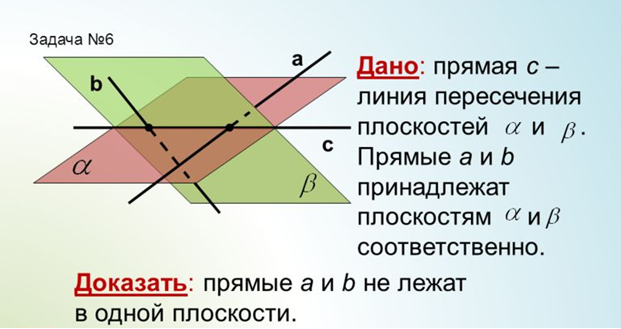 Задача №6
a
b
c
α
β
Дано: прямая c –
линия пересечения
плоскостей α и β.
Прямые a и b
принадлежат
плоскостям α и β
соответственно.
Доказать: прямые a и b не лежат
в одной плоскости.